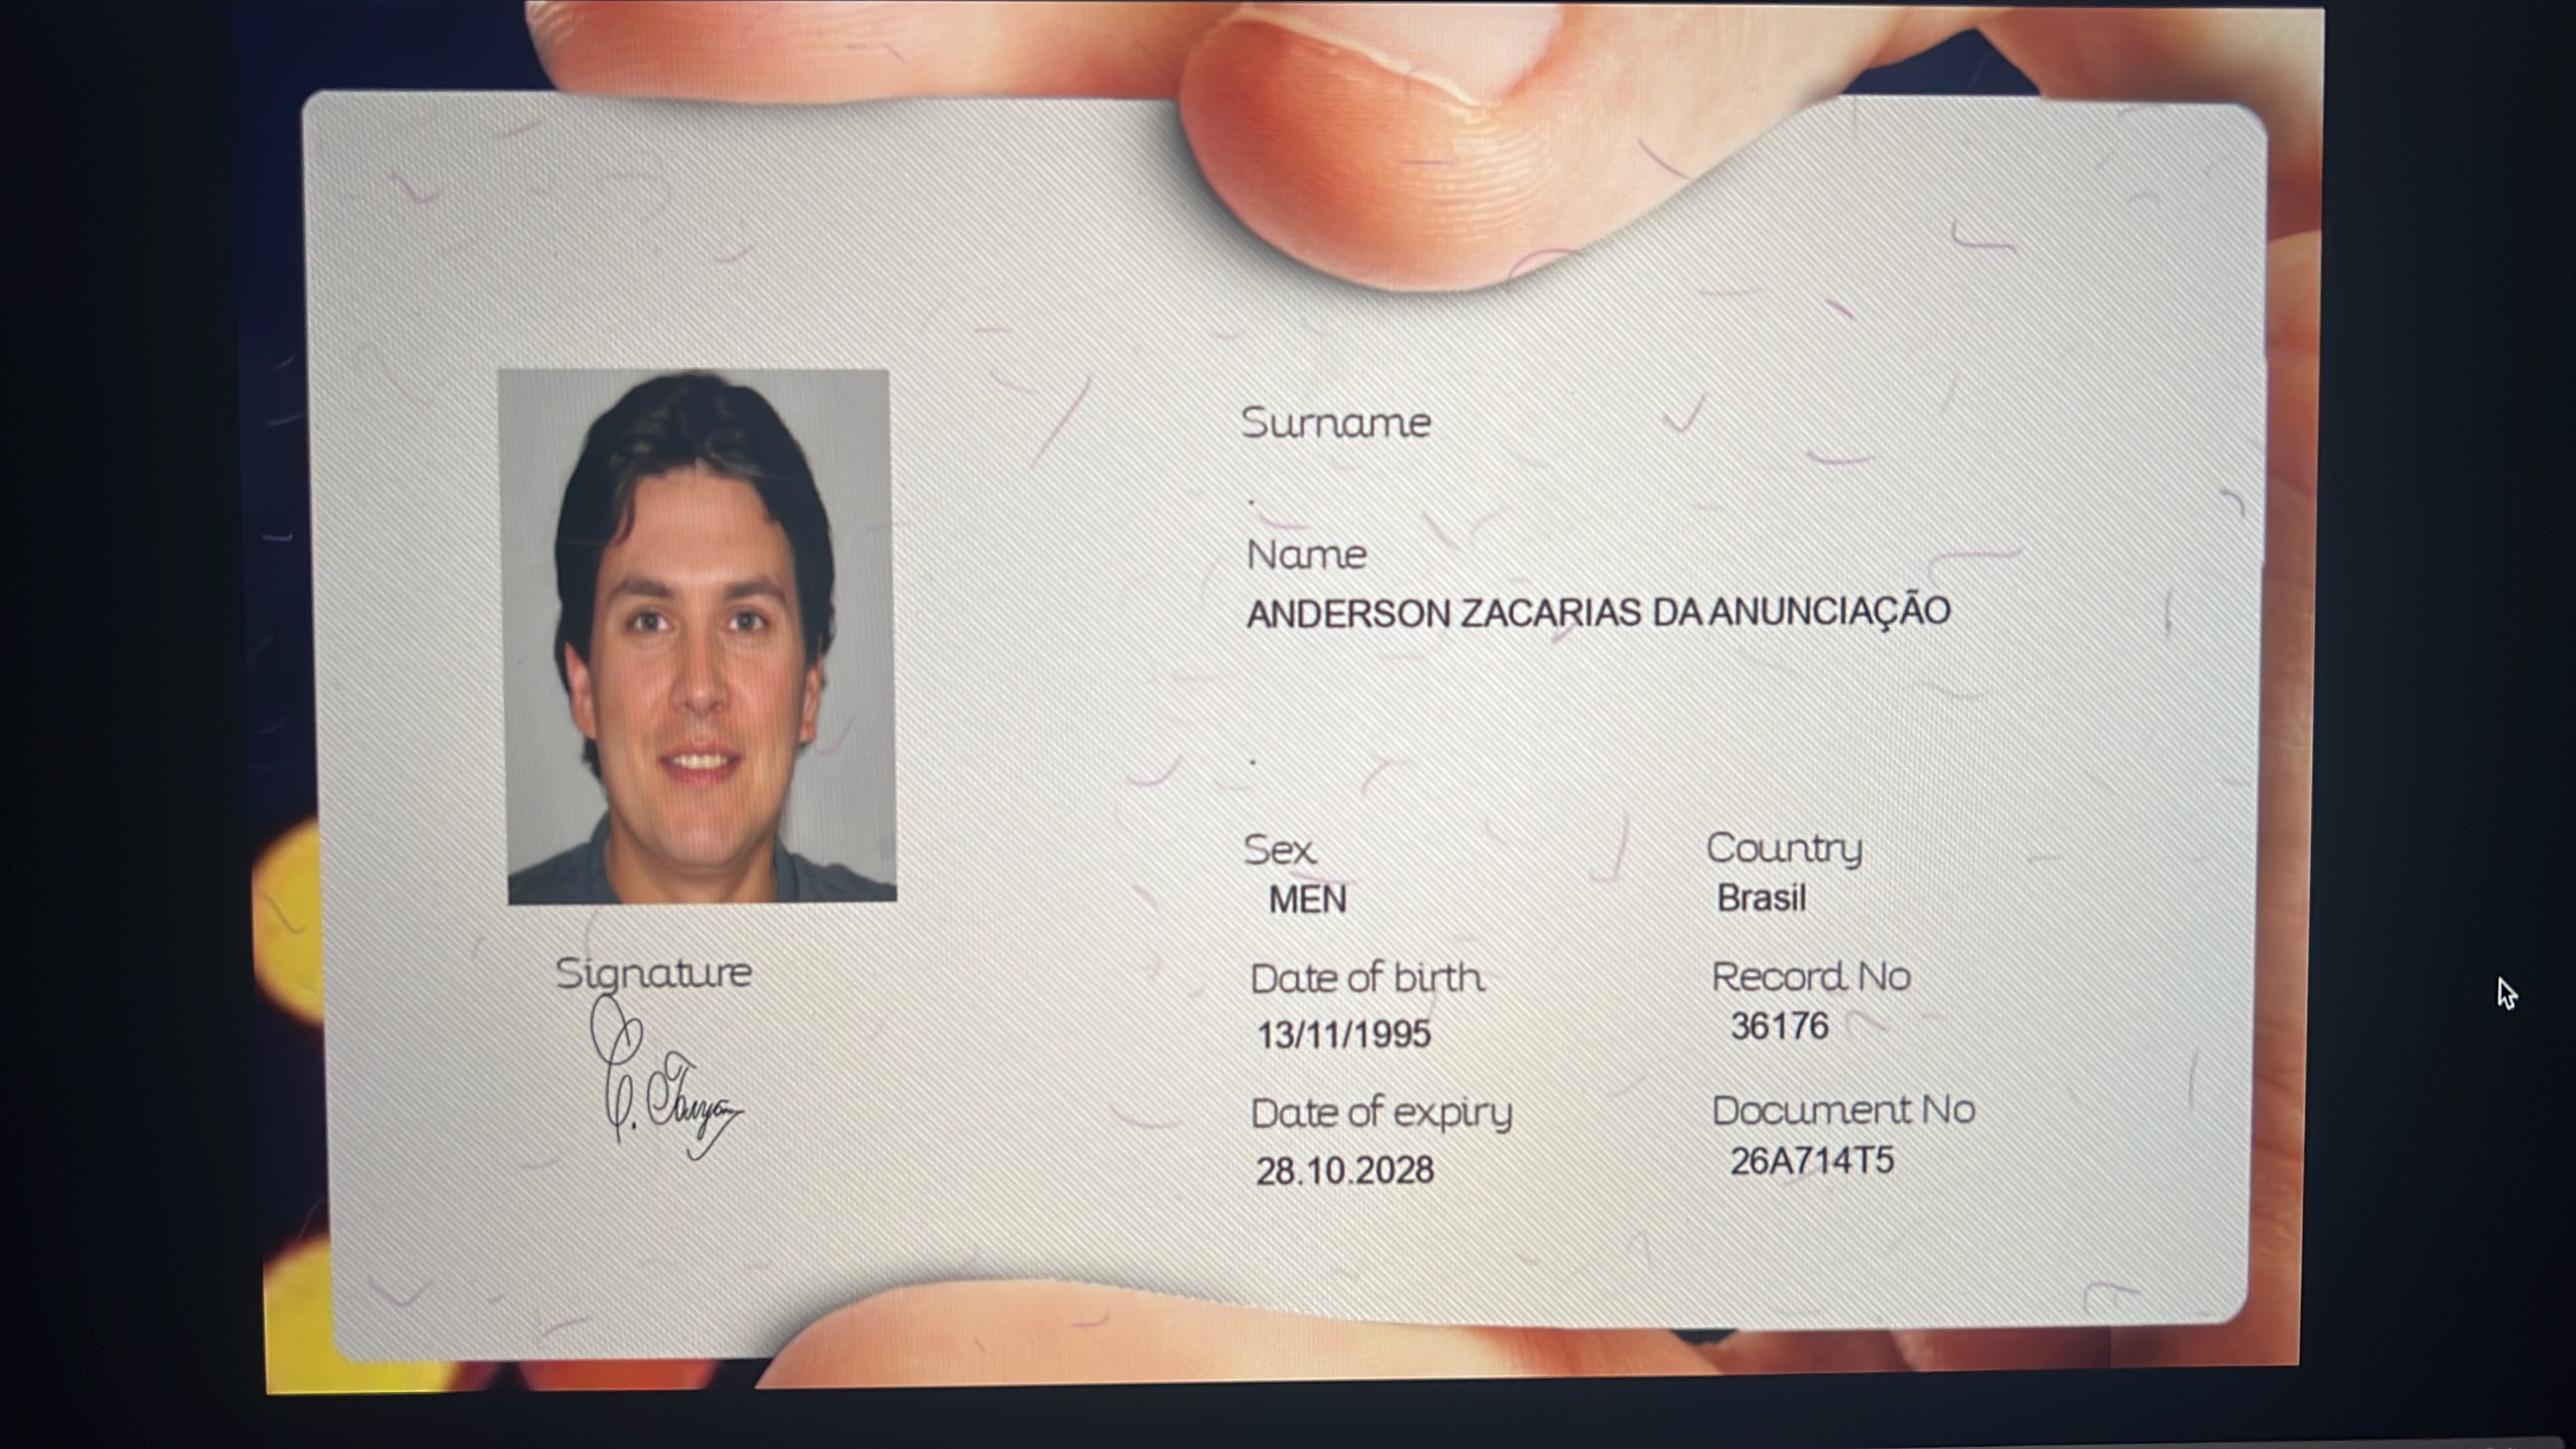 Surname
.
Name
ANDERSON ZACARIAS DA ANUNCIAÇÃO
.
Sex
MEN
Country
Brasil
Date of birth
13/11/1995
Record No
36176
Signature
Date of expiry
28.10.2028
Document No
26A714T5